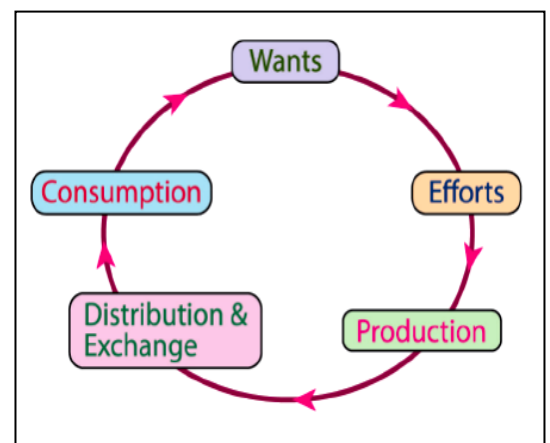 Wants
Efforts
Production
Distribution &
Exchange
Consumption